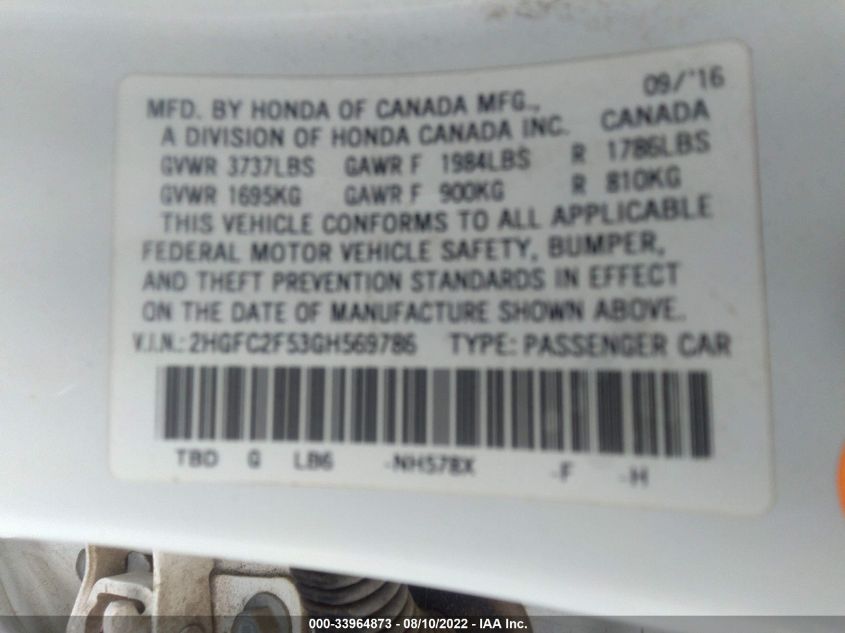 09/'16
MFD. BY HONDA OF CANADA MFG.,
A DIVISION OF HONDA CANADA INC. CANADA
GVWR 3737LBS GAWR F 1984LBS R 1786LBS
GVWR 1695KG GAWR F 900KG R 810KG
THIS VEHICLE CONFORMS TO ALL APPLICABLE
FEDERAL MOTOR VEHICLE SAFETY, BUMPER,
AND THEFT PREVENTION STANDARDS IN EFFECT
ON THE DATE OF MANUFACTURE SHOWN ABOVE.
V.I.N.: 2HGFC2F53GH569786 TYPE: PASSENGER CAR
TBD G LB6 -NH578X -F -H
000-33964873 - 08/10/2022 - IAA Inc.